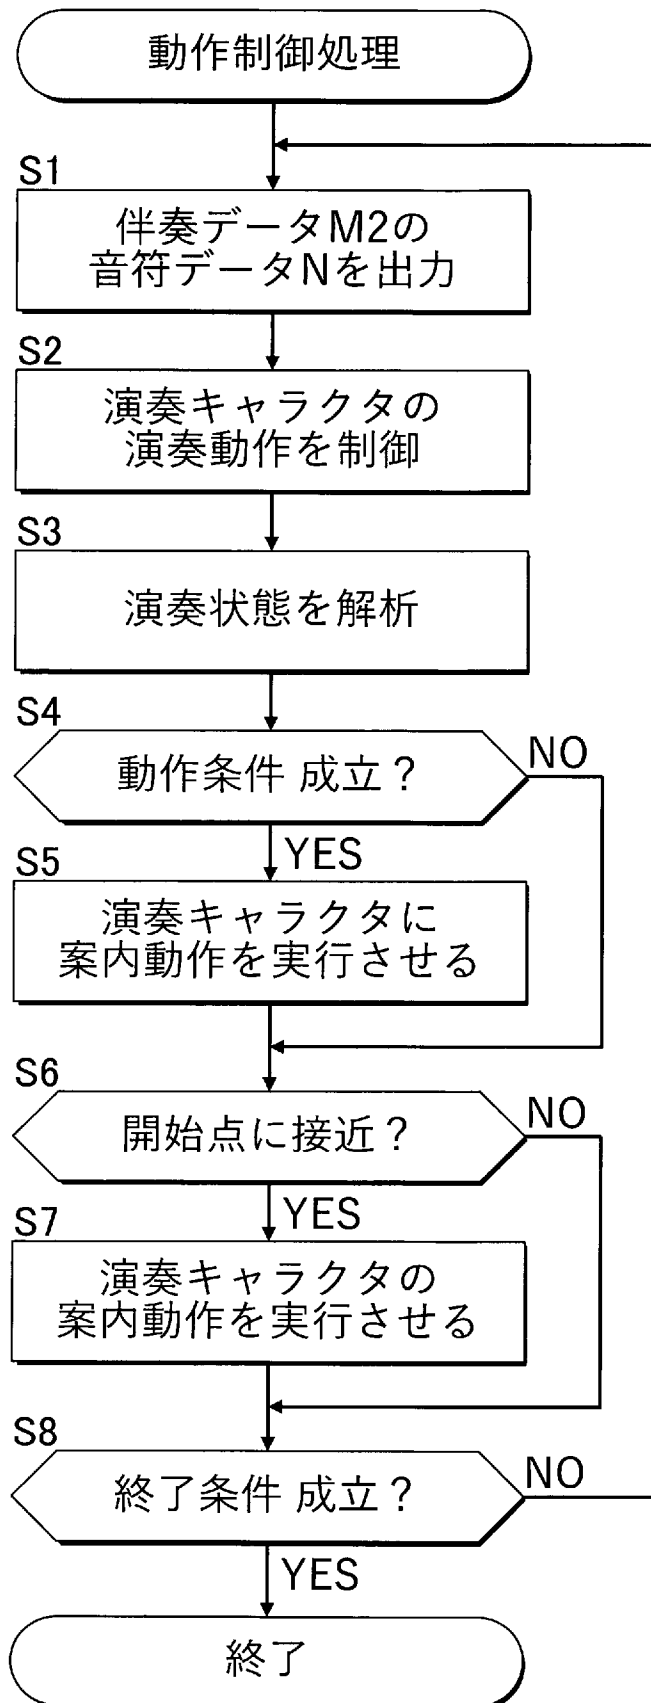 動作制御処理
S1
伴奏データM2の
音符データNを出力
S2
演奏キャラクタの
演奏動作を制御
S3
演奏状態を解析
S4
動作条件 成立？
NO
YES
S5
演奏キャラクタに
案内動作を実行させる
S6
開始点に接近？
NO
YES
S7
演奏キャラクタの
案内動作を実行させる
S8
終了条件 成立？
NO
YES
終了